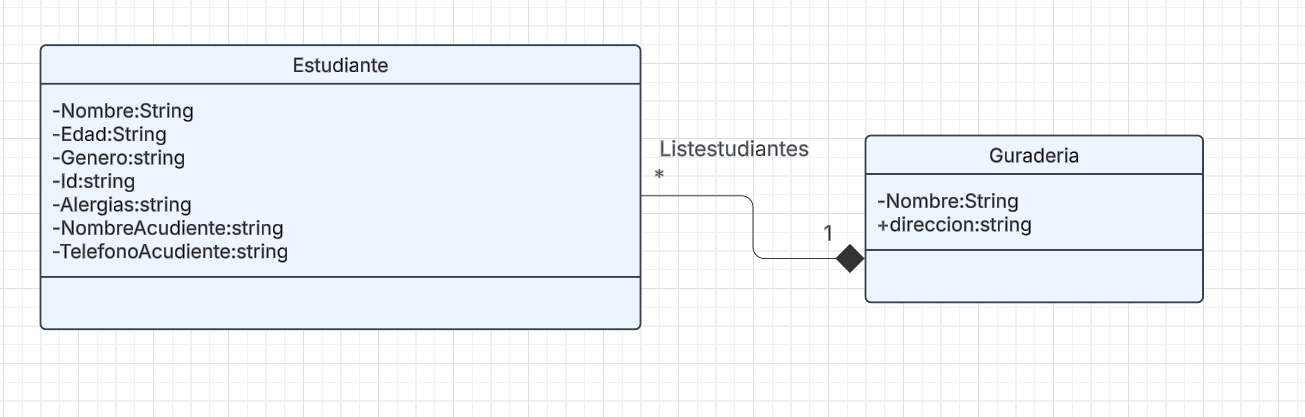 Estudiante
-Nombre:String
-Edad:String
-Genero:string
-Id:string
-Alergias:string
-NombreAcudiente:string
-TelefonoAcudiente:string
Listestudiantes
*
1
Guraderia
-Nombre:String
+direccion:string